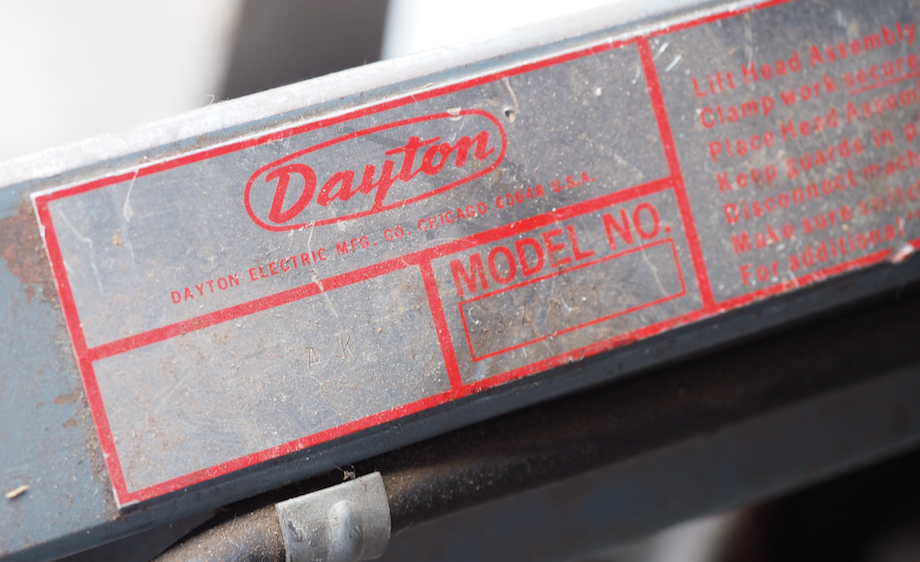 Dayton
DAYTON ELECTRIC MFG. CO. CHICAGO 60648 U.S.A.
MODEL NO.
AK
Lift Head Assembly
Clamp work secure
Place Head Assem
Keep guards in
Disconnect mach
Make sure
For additional